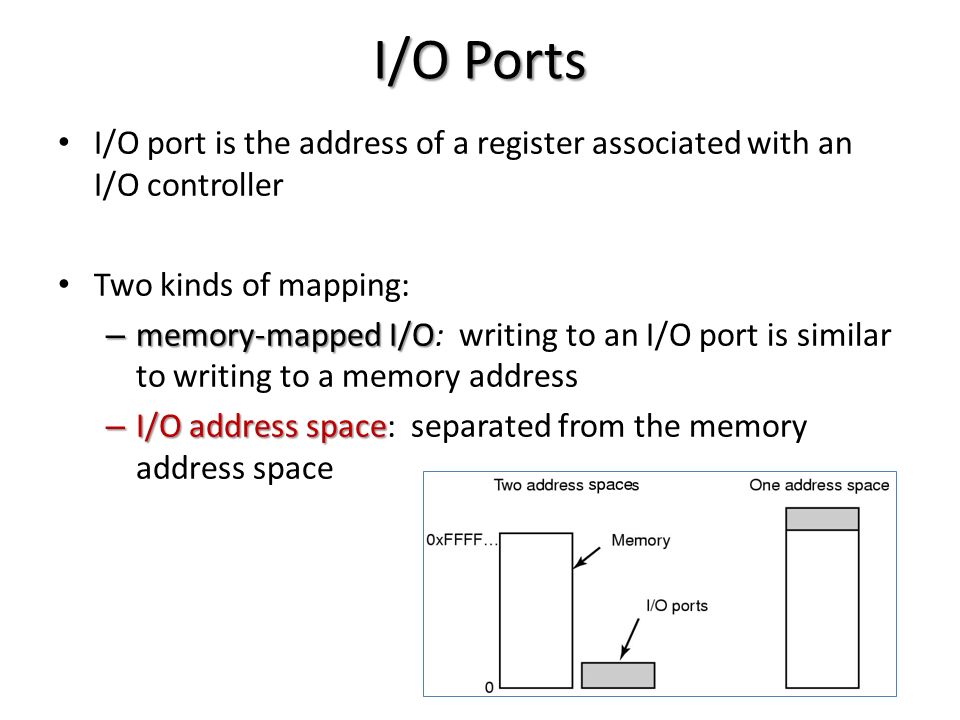 I/O Ports
• I/O port is the address of a register associated with an
I/O controller
• Two kinds of mapping:
– memory-mapped I/O: writing to an I/O port is similar
to writing to a memory address
– I/O address space: separated from the memory
address space
Two address spaces
One address space
0xFFFF…
Memory
I/O ports
0